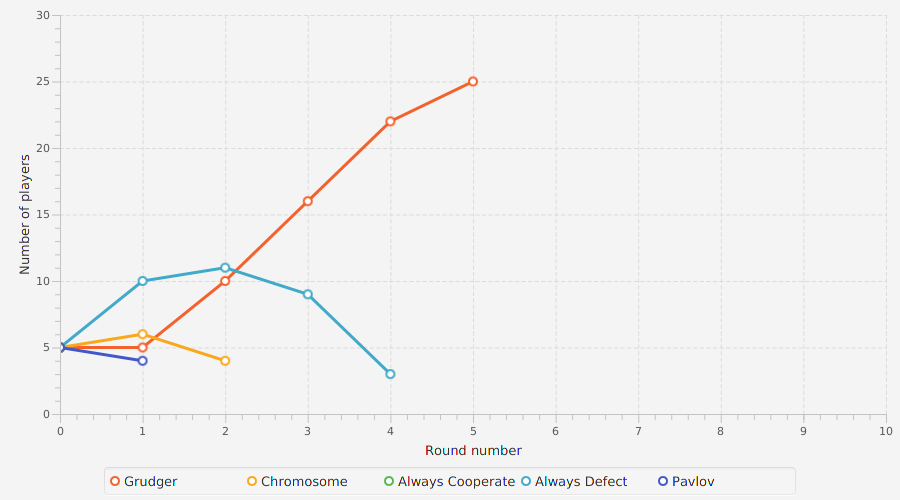 30
25
20
15
10
5
0
Number of players
0 1 2 3 4 5 6 7 8 9 10
Round number
Grudger Chromosome Always Cooperate Always Defect Pavlov